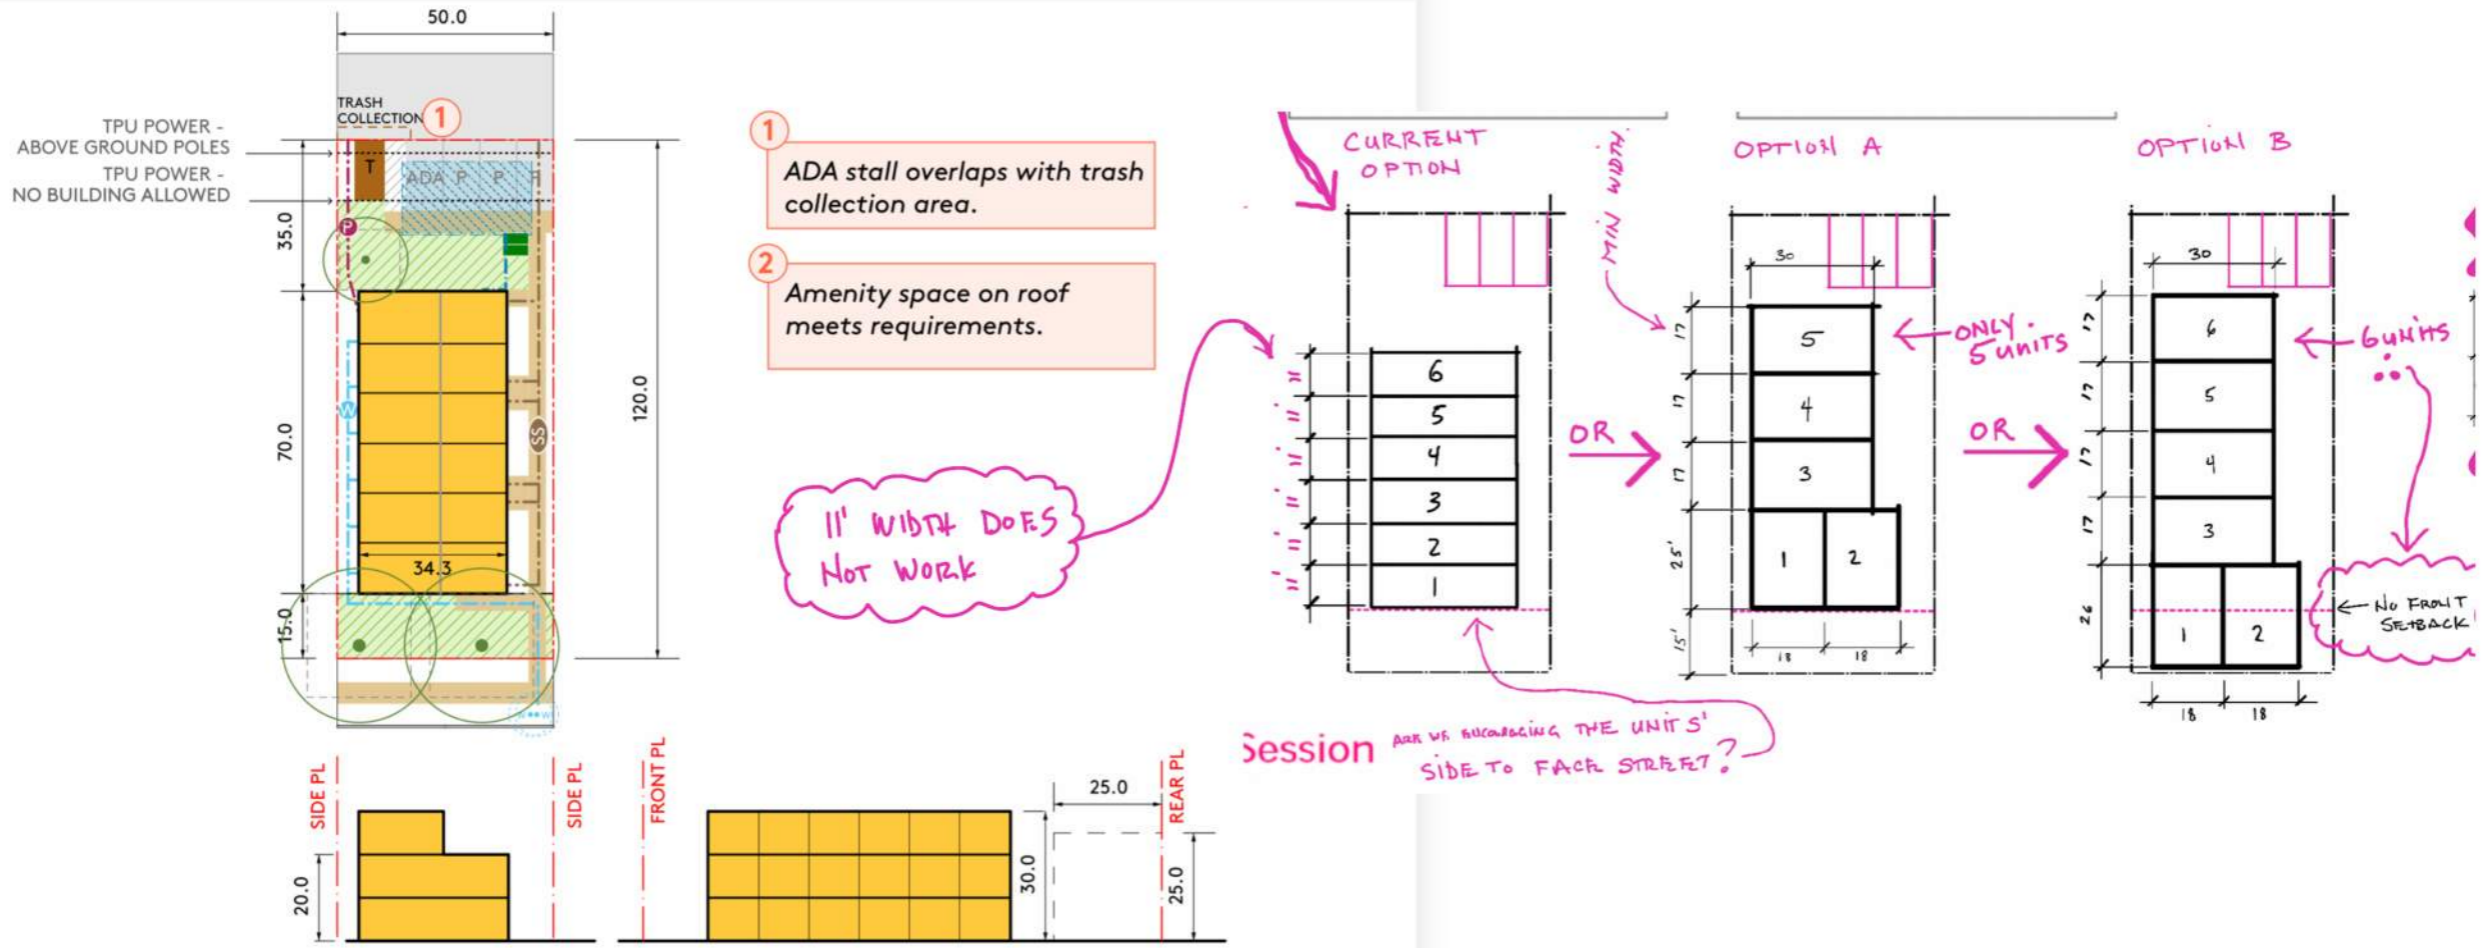 50.0
TRASH
COLLECTION
1
TPU POWER -
ABOVE GROUND POLES
TPU POWER -
NO BUILDING ALLOWED
T
ADA P P P
P
35.0
70.0
15.0
120.0
W
SS
34.3
1
ADA stall overlaps with trash
collection area.
2
Amenity space on roof
meets requirements.
11' WIDTH DOES
NOT WORK
CURRENT
OPTION
11
11
11
11
11
11
6
5
4
3
2
1
OR
MIN WIDTH
OPTION A
30
17
17
17
25'
15'
5
4
3
1
2
18
18
ONLY
5 UNITS
OR
OPTION B
30
17
17
17
17
26
6
5
4
3
1
2
18
18
6 UNITS
NO FRONT
SETBACK
Session
ARE WE ENCOURAGING THE UNITS'
SIDE TO FACE STREET?
SIDE PL
SIDE PL
20.0
FRONT PL
REAR PL
25.0
30.0
25.0